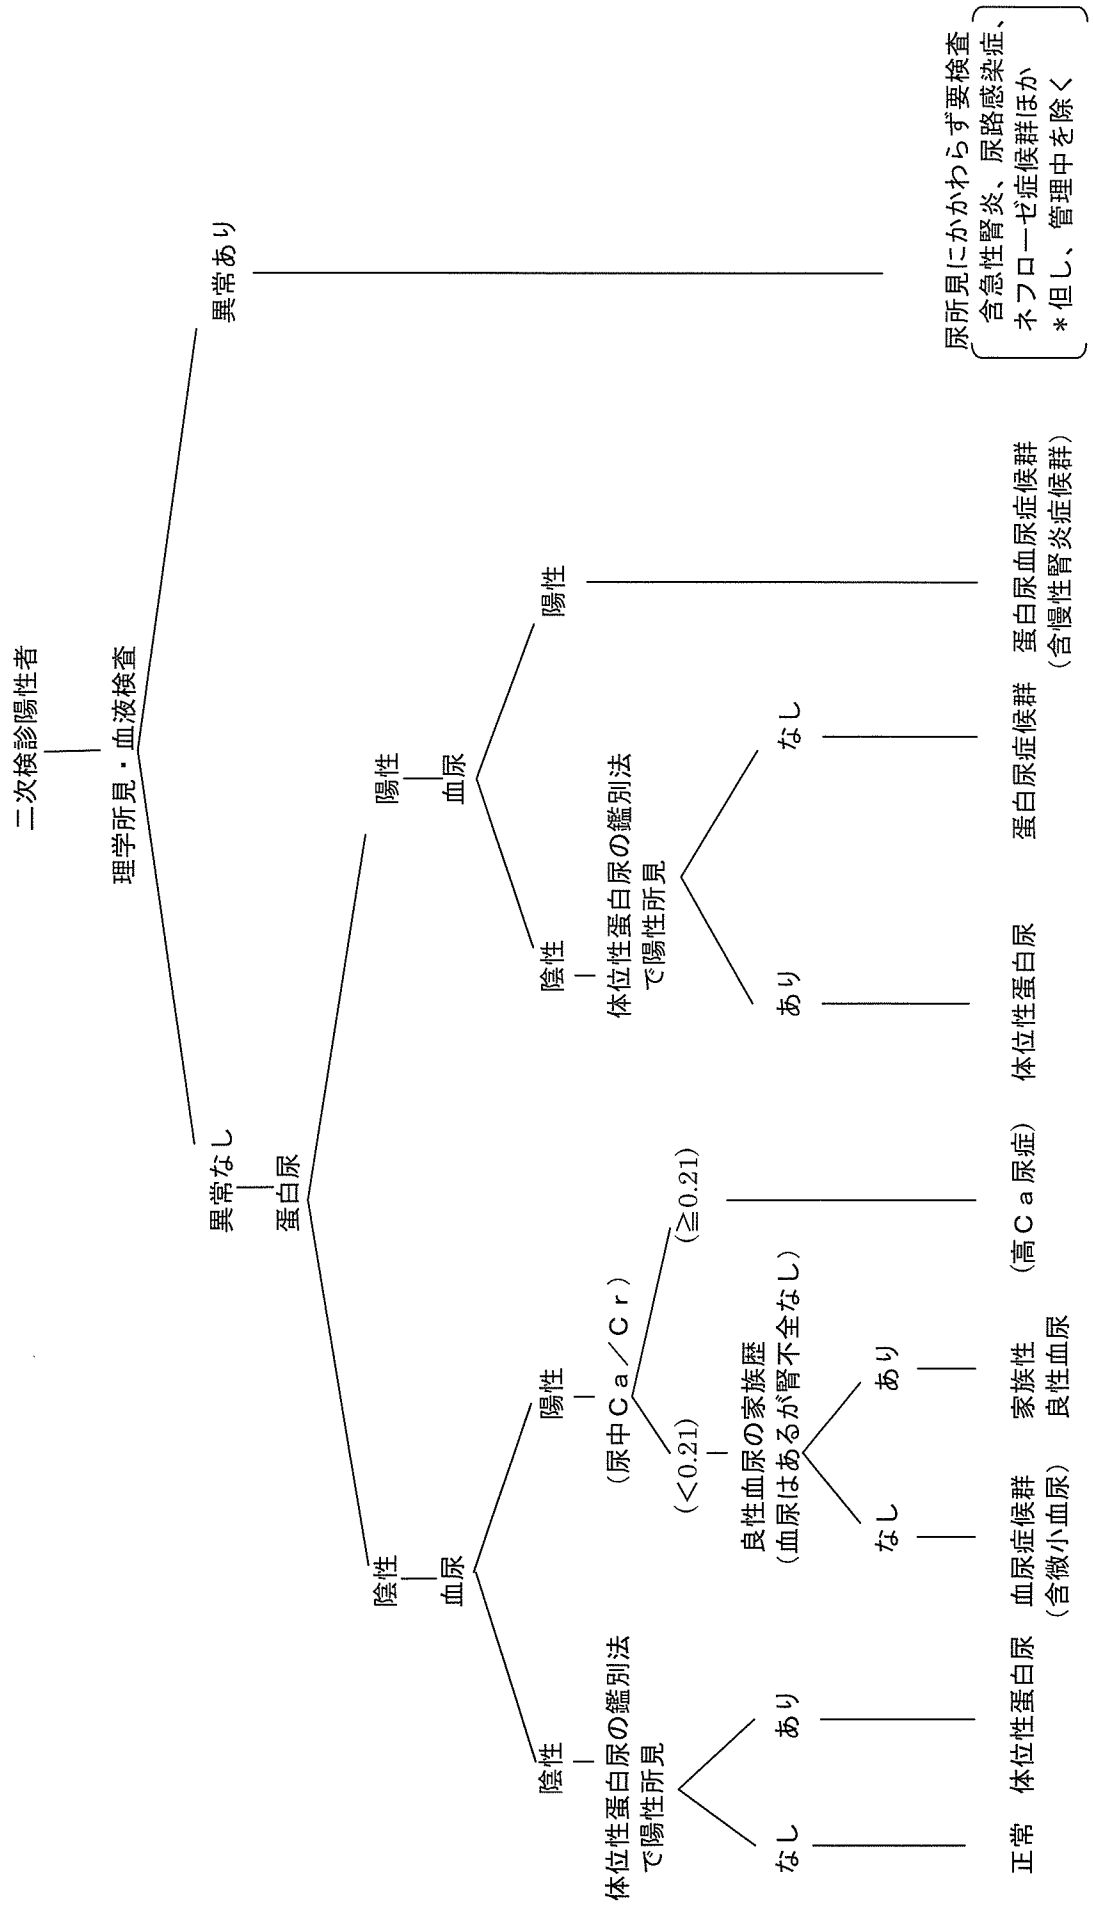 二次検診陽性者
理学所見・血液検査
異常なし
異常あり
蛋白尿
陰性
陽性
血尿
血尿
陰性
陽性
陰性
陽性
体位性蛋白尿の鑑別法
で陽性所見
(尿中Ca/Cr)
体位性蛋白尿の鑑別法
で陽性所見
(<0.21)
(≧0.21)
良性血尿の家族歴
(血尿はあるが腎不全なし)
なし
あり
あり
なし
なし
あり
正常
体位性蛋白尿
血尿症候群
(含微小血尿)
家族性
良性血尿
(高Ca尿症)
体位性蛋白尿
蛋白尿症候群
蛋白尿血尿症候群
(含慢性腎炎症候群)
尿所見にかかわらず要検査
含急性腎炎、尿路感染症、
ネフローゼ症候群ほか
*但し、管理中を除く